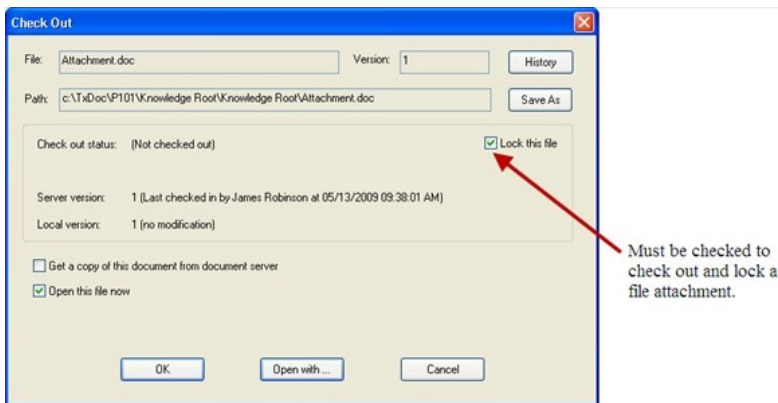 Check Out
File: Attachment.doc Version: 1 History
Path: c:\TxDoc\P101\Knowledge Root\Knowledge Root\Attachment.doc Save As
Check out status: (Not checked out) Lock this file
Server version: 1 (Last checked in by James Robinson at 05/13/2009 09:38:01 AM)
Local version: 1 (no modification)
Get a copy of this document from document server
Open this file now
OK Open with ... Cancel
Must be checked to
check out and lock a
file attachment.